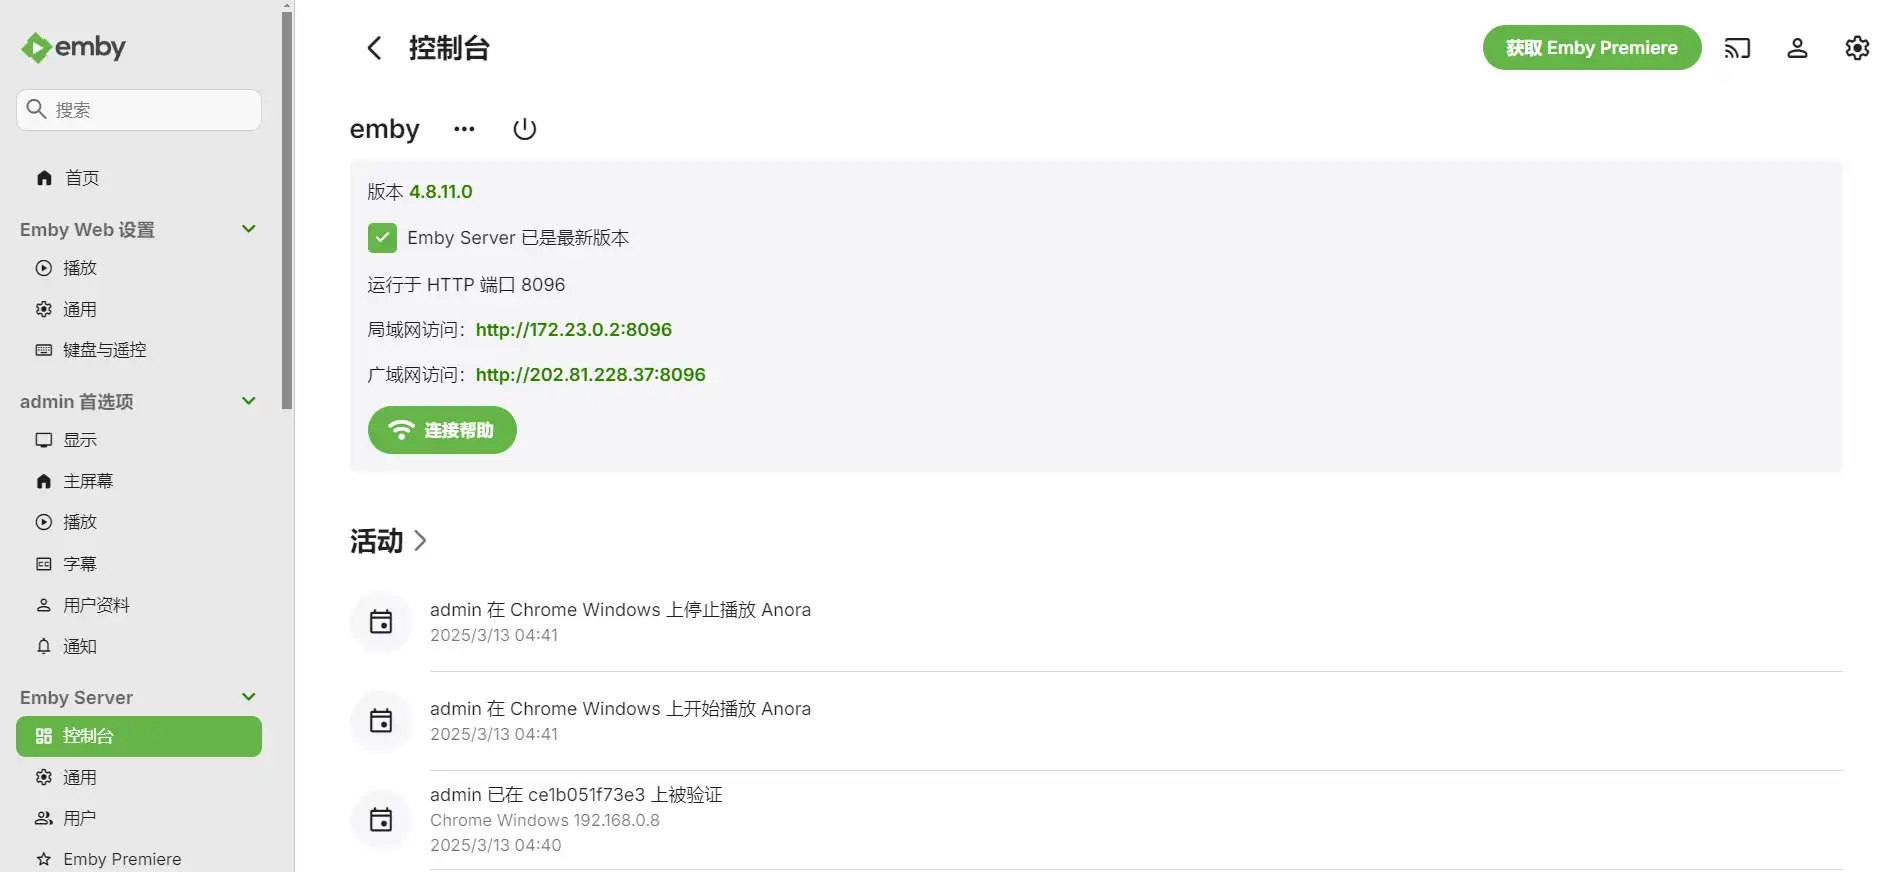 emby
搜索
首页
Emby Web 设置
播放
通用
键盘与遥控
admin 首选项
显示
主屏幕
播放
字幕
用户资料
通知
Emby Server
控制台
通用
用户
Emby Premiere
控制台
获取 Emby Premiere
emby
版本 4.8.11.0
Emby Server 已是最新版本
运行于 HTTP 端口 8096
局域网访问：http://172.23.0.2:8096
广域网访问：http://202.81.228.37:8096
连接帮助
活动
admin 在 Chrome Windows 上停止播放 Anora
2025/3/13 04:41
admin 在 Chrome Windows 上开始播放 Anora
2025/3/13 04:41
admin 已在 ce1b051f73e3 上被验证
Chrome Windows 192.168.0.8
2025/3/13 04:40